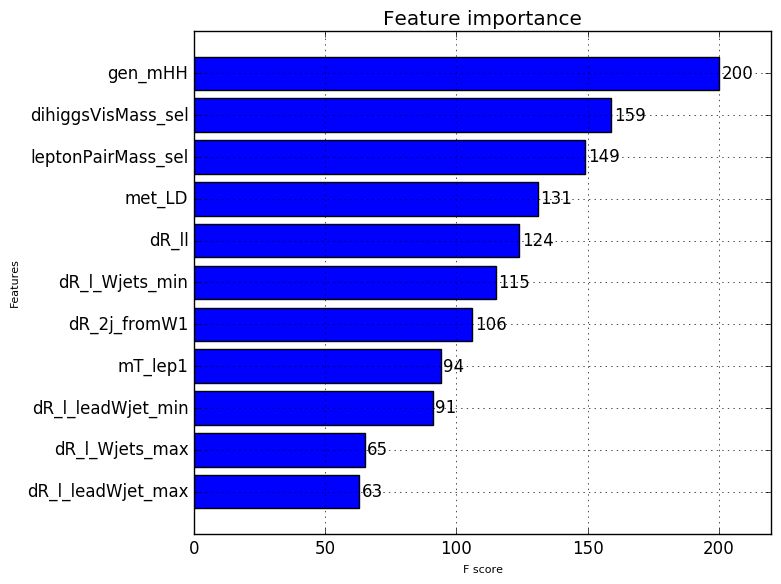 Feature importance
Features
gen_mHH 200
dihiggsVisMass_sel 159
leptonPairMass_sel 149
met_LD 131
dR_ll 124
dR_l_Wjets_min 115
dR_2j_fromW1 106
mT_lep1 94
dR_l_leadWjet_min 91
dR_l_Wjets_max 65
dR_l_leadWjet_max 63
0 50 100 150 200
F score